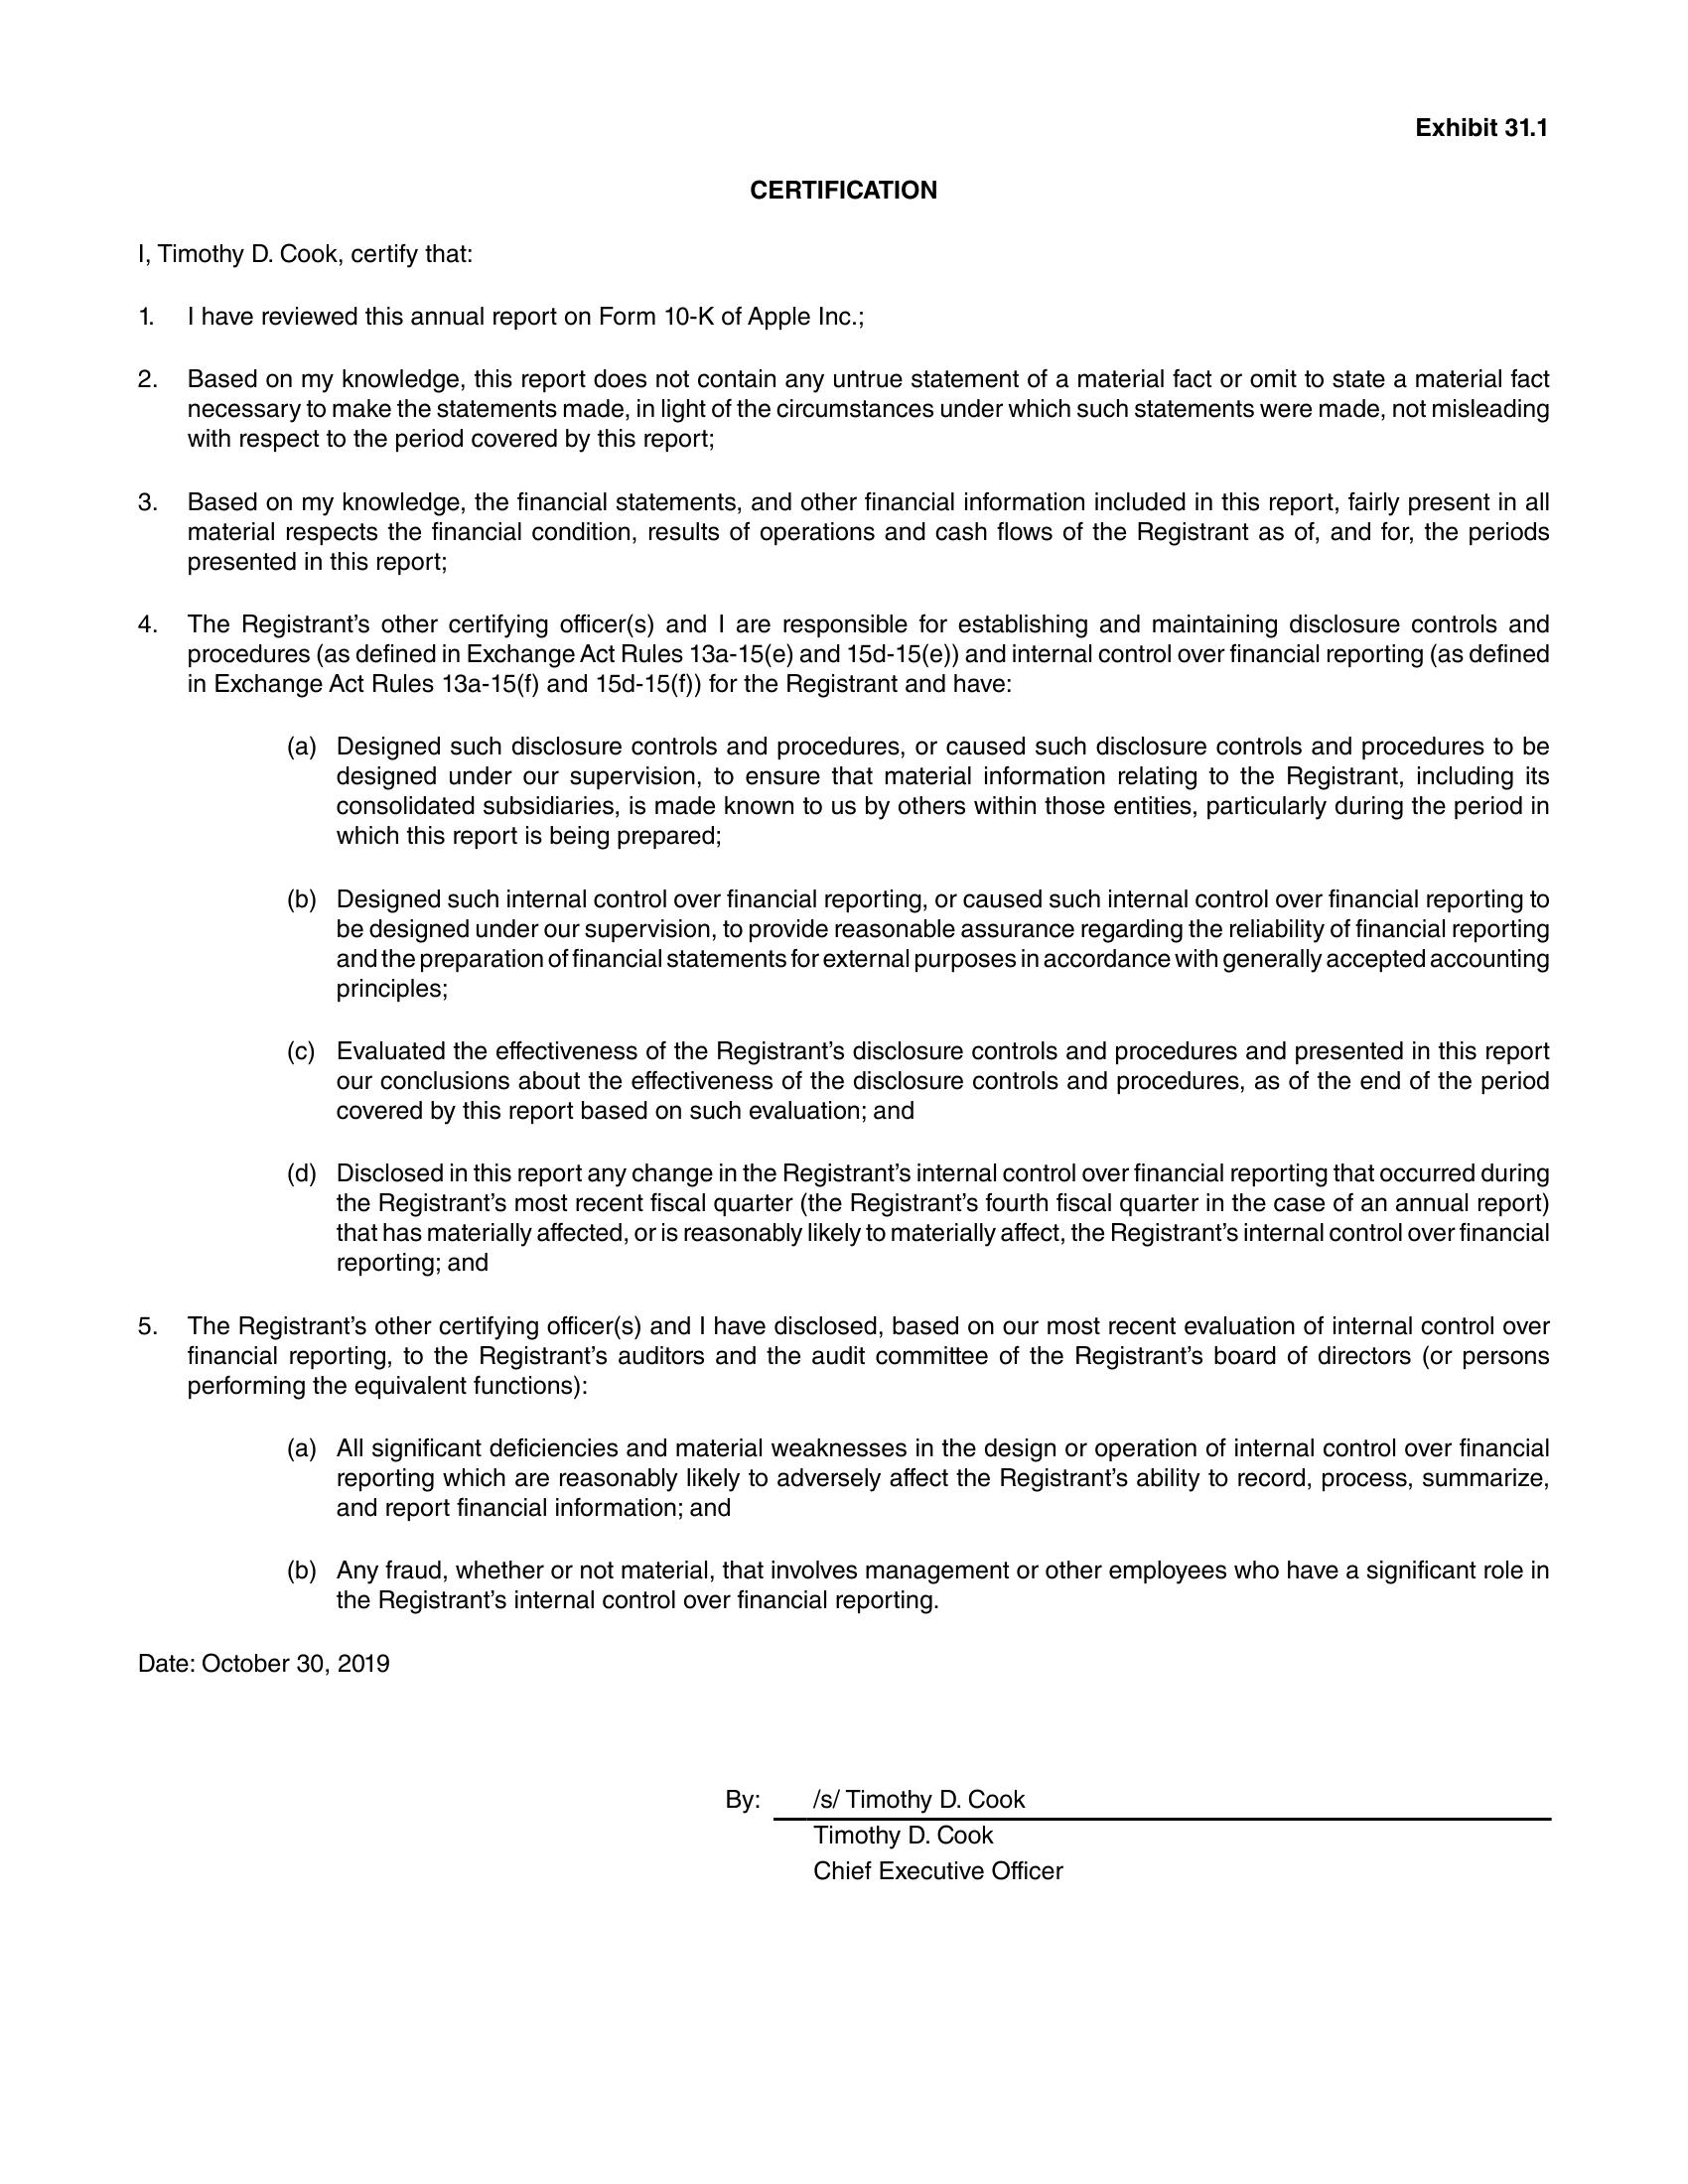 Exhibit 31.1
CERTIFICATION
I, Timothy D. Cook, certify that:
1. I have reviewed this annual report on Form 10-K of Apple Inc.;
2. Based on my knowledge, this report does not contain any untrue statement of a material fact or omit to state a material fact
necessary to make the statements made, in light of the circumstances under which such statements were made, not misleading
with respect to the period covered by this report;
3. Based on my knowledge, the financial statements, and other financial information included in this report, fairly present in all
material respects the financial condition, results of operations and cash flows of the Registrant as of, and for, the periods
presented in this report;
4. The Registrant’s other certifying officer(s) and I are responsible for establishing and maintaining disclosure controls and
procedures (as defined in Exchange Act Rules 13a-15(e) and 15d-15(e)) and internal control over financial reporting (as defined
in Exchange Act Rules 13a-15(f) and 15d-15(f)) for the Registrant and have:
(a) Designed such disclosure controls and procedures, or caused such disclosure controls and procedures to be
designed under our supervision, to ensure that material information relating to the Registrant, including its
consolidated subsidiaries, is made known to us by others within those entities, particularly during the period in
which this report is being prepared;
(b) Designed such internal control over financial reporting, or caused such internal control over financial reporting to
be designed under our supervision, to provide reasonable assurance regarding the reliability of financial reporting
and the preparation of financial statements for external purposes in accordance with generally accepted accounting
principles;
(c) Evaluated the effectiveness of the Registrant’s disclosure controls and procedures and presented in this report
our conclusions about the effectiveness of the disclosure controls and procedures, as of the end of the period
covered by this report based on such evaluation; and
(d) Disclosed in this report any change in the Registrant’s internal control over financial reporting that occurred during
the Registrant’s most recent fiscal quarter (the Registrant’s fourth fiscal quarter in the case of an annual report)
that has materially affected, or is reasonably likely to materially affect, the Registrant’s internal control over financial
reporting; and
5. The Registrant’s other certifying officer(s) and I have disclosed, based on our most recent evaluation of internal control over
financial reporting, to the Registrant’s auditors and the audit committee of the Registrant’s board of directors (or persons
performing the equivalent functions):
(a) All significant deficiencies and material weaknesses in the design or operation of internal control over financial
reporting which are reasonably likely to adversely affect the Registrant’s ability to record, process, summarize,
and report financial information; and
(b) Any fraud, whether or not material, that involves management or other employees who have a significant role in
the Registrant’s internal control over financial reporting.
Date: October 30, 2019
By: /s/ Timothy D. Cook
Timothy D. Cook
Chief Executive Officer